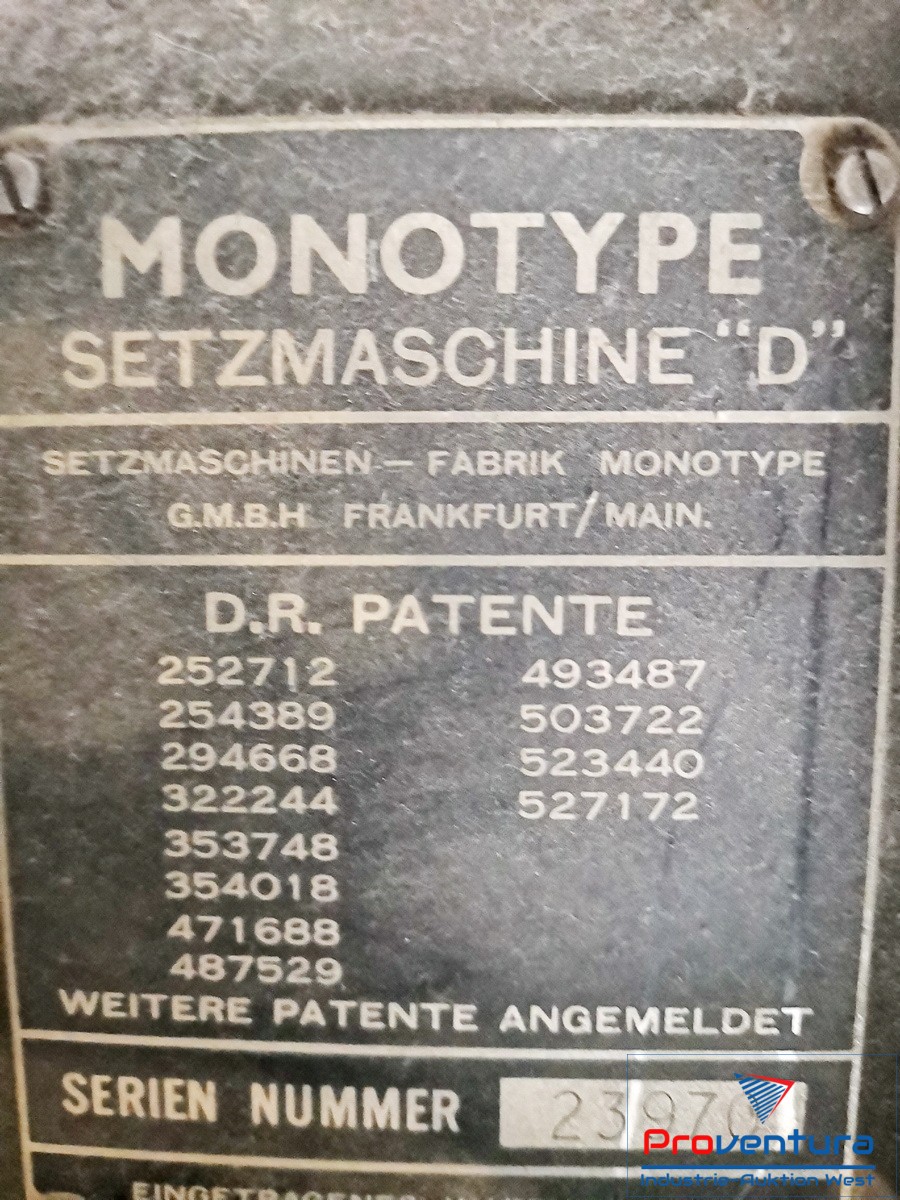 MONOTYPE
SETZMASCHINE "D"
SETZMASCHINEN — FABRIK MONOTYPE
G.M.B.H FRANKFURT/MAIN.
D.R. PATENTE
252712 493487
254389 503722
294668 523440
322244 527172
353748
354018
471688
487529
WEITERE PATENTE ANGEMELDET
SERIEN NUMMER
Proventura
Industrie-Auktion West
EINGETRAGENES